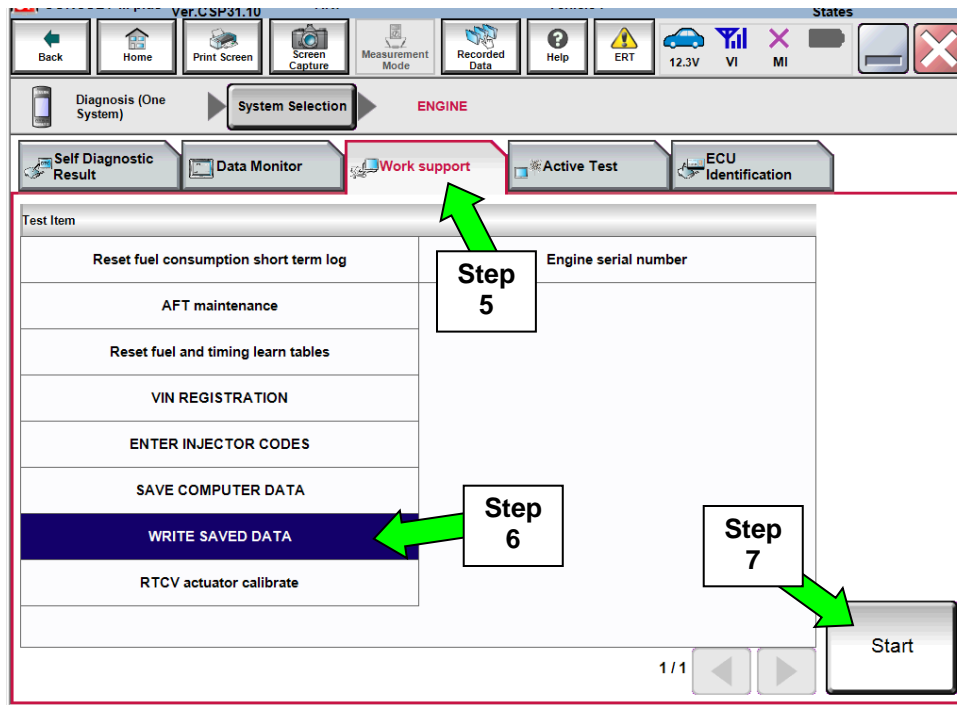 Ver.CSP31.10
States
Back
Home
Print Screen
Screen
Capture
Measurement
Mode
Recorded
Data
Help
ERT
12.3V
VI
MI
Diagnosis (One
System)
System Selection
ENGINE
Self Diagnostic
Result
Data Monitor
Work support
Active Test
ECU
Identification
Test Item
Reset fuel consumption short term log
Engine serial number
Step
5
AFT maintenance
Reset fuel and timing learn tables
VIN REGISTRATION
ENTER INJECTOR CODES
SAVE COMPUTER DATA
WRITE SAVED DATA
Step
6
Step
7
RTCV actuator calibrate
Start
1/1